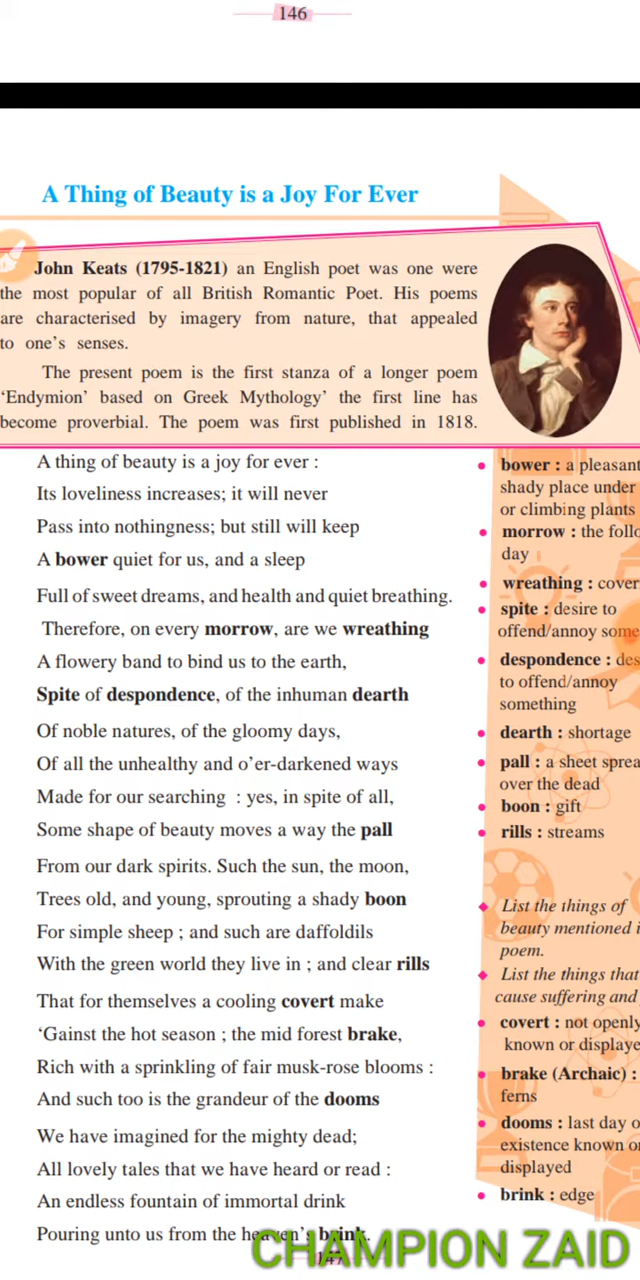 146
A Thing of Beauty is a Joy For Ever
John Keats (1795-1821) an English poet was one were
the most popular of all British Romantic Poet. His poems
are characterised by imagery from nature, that appealed
to one's senses.
The present poem is the first stanza of a longer poem
'Endymion' based on Greek Mythology' the first line has
become proverbial. The poem was first published in 1818.
A thing of beauty is a joy for ever :
Its loveliness increases; it will never
Pass into nothingness; but still will keep
A bower quiet for us, and a sleep
Full of sweet dreams, and health and quiet breathing.
Therefore, on every morrow, are we wreathing
A flowery band to bind us to the earth,
Spite of despondence, of the inhuman dearth
Of noble natures, of the gloomy days,
Of all the unhealthy and o'er-darkened ways
Made for our searching : yes, in spite of all,
Some shape of beauty moves a way the pall
From our dark spirits. Such the sun, the moon,
Trees old, and young, sprouting a shady boon
For simple sheep ; and such are daffoldils
With the green world they live in ; and clear rills
That for themselves a cooling covert make
'Gainst the hot season ; the mid forest brake,
Rich with a sprinkling of fair musk-rose blooms :
And such too is the grandeur of the dooms
We have imagined for the mighty dead;
All lovely tales that we have heard or read :
An endless fountain of immortal drink
Pouring unto us from the heaven's brink.
• bower : a pleasant
shady place under
or climbing plants
• morrow : the follo
day
• wreathing : cover
• spite : desire to
offend/annoy some
• despondence : des
to offend/annoy
something
• dearth : shortage
• pall : a sheet sprea
over the dead
• boon : gift
• rills : streams
◆ List the things of
beauty mentioned i
poem.
◆ List the things that
cause suffering and
• covert : not openly
known or displaye
• brake (Archaic) :
ferns
• dooms : last day o
existence known or
displayed
• brink : edge
147
CHAMPION ZAID